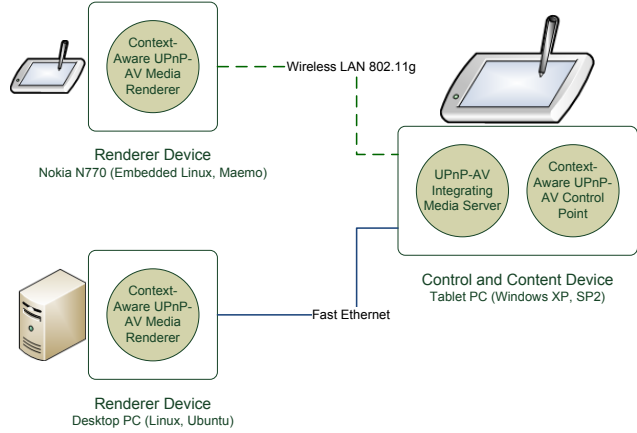 Context-
Aware UPnP-
AV Media
Renderer
Wireless LAN 802.11g
Renderer Device
Nokia N770 (Embedded Linux, Maemo)
UPnP-AV
Integrating
Media Server
Context-
Aware UPnP-
AV Control
Point
Control and Content Device
Tablet PC (Windows XP, SP2)
Context-
Aware UPnP-
AV Media
Renderer
Fast Ethernet
Renderer Device
Desktop PC (Linux, Ubuntu)